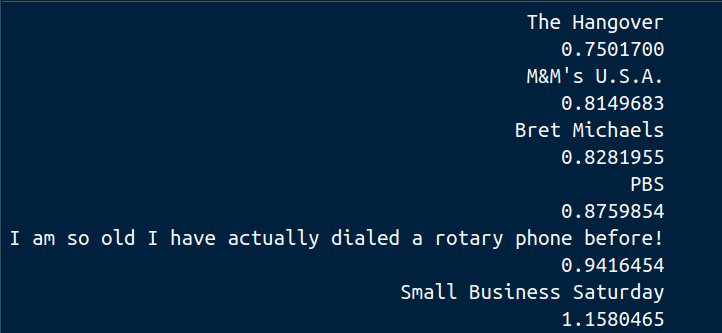 The Hangover
0.7501700
M&M's U.S.A.
0.8149683
Bret Michaels
0.8281955
PBS
0.8759854
I am so old I have actually dialed a rotary phone before!
0.9416454
Small Business Saturday
1.1580465